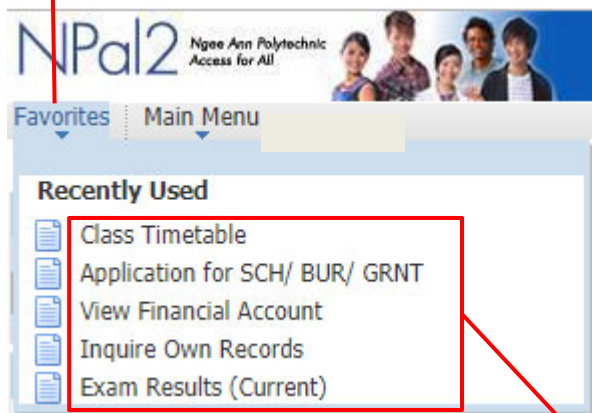 NPal2 Ngee Ann Polytechnic
Access for All
Favorites Main Menu
Recently Used
Class Timetable
Application for SCH/ BUR/ GRNT
View Financial Account
Inquire Own Records
Exam Results (Current)